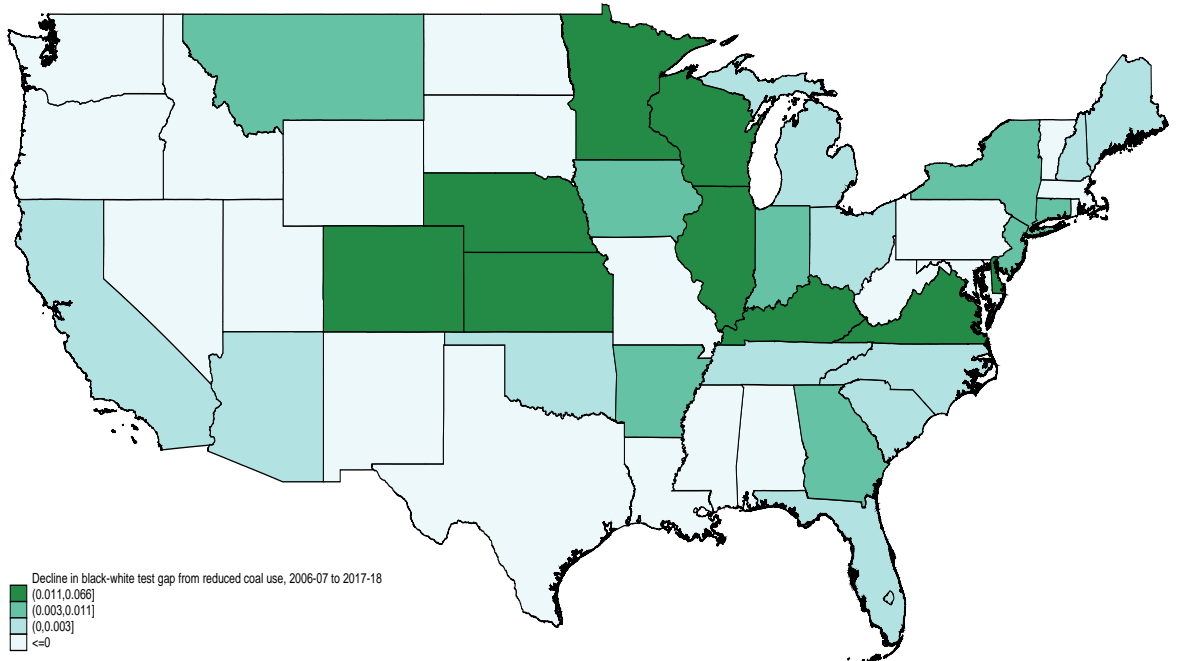 Decline in black-white test gap from reduced coal use, 2006-07 to 2017-18
(0.011,0.066]
(0.003,0.011]
(0,0.003]
<=0